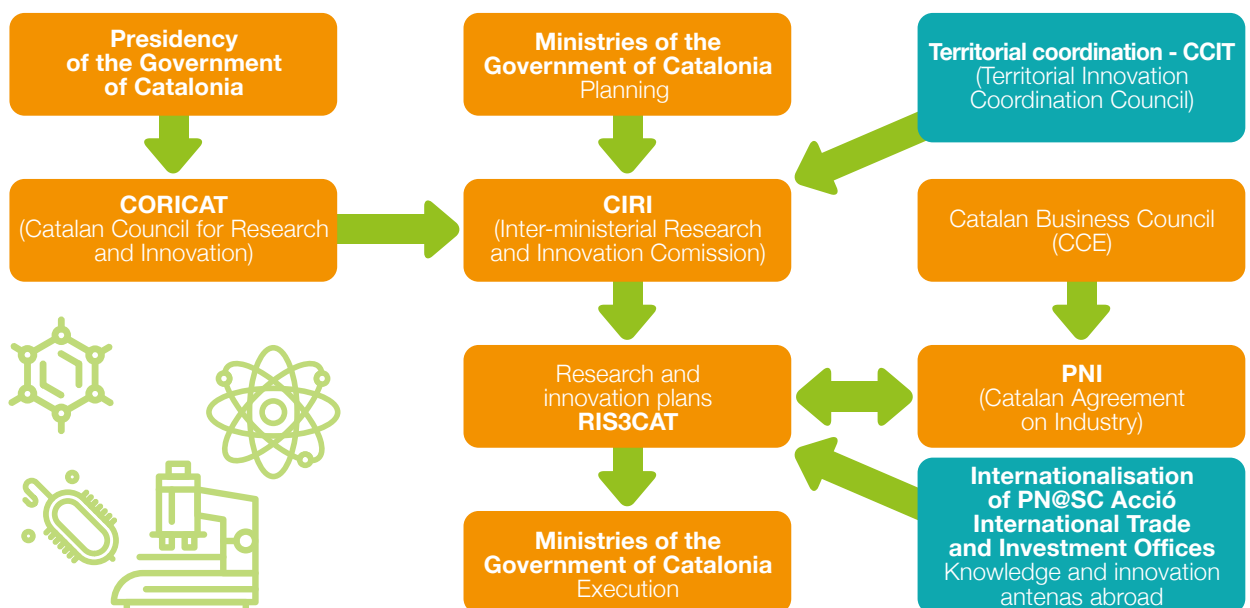 Presidency
of the Government
of Catalonia
Ministries of the
Government of Catalonia
Planning
Territorial coordination - CCIT
(Territorial Innovation
Coordination Council)
CORICAT
(Catalan Council for Research
and Innovation)
CIRI
(Inter-ministerial Research
and Innovation Comission)
Catalan Business Council
(CCE)
Research and
innovation plans
RIS3CAT
PNI
(Catalan Agreement
on Industry)
Ministries of the
Government of Catalonia
Execution
Internationalisation
of PN@SC Acció
International Trade
and Investment Offices
Knowledge and innovation
antenas abroad